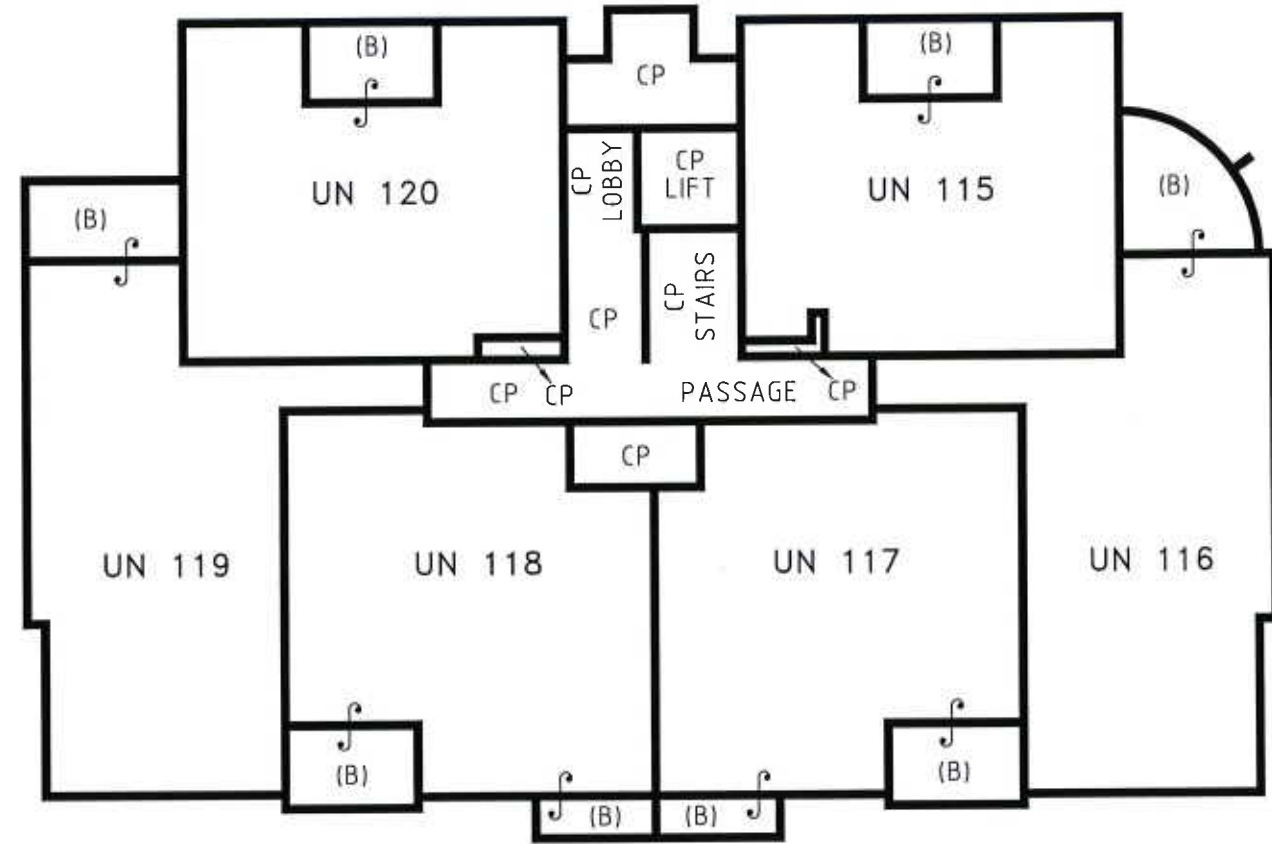 (B)
(B)
CP
UN 120
CP
LOBBY
CP
LIFT
UN 115
(B)
(B)
CP
STAIRS
CP
CP
CP
PASSAGE
CP
CP
UN 119
UN 118
UN 117
UN 116
(B)
(B)
(B)
(B)